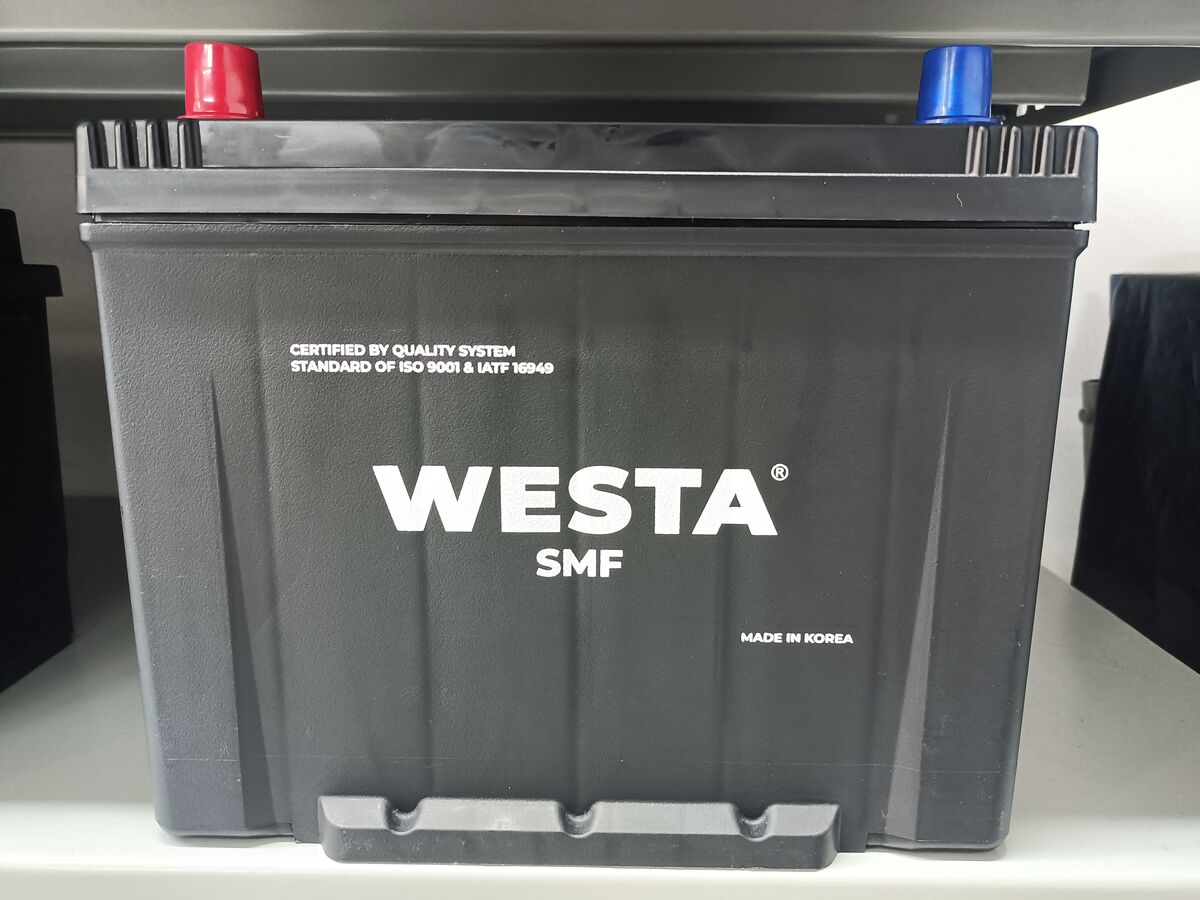 CERTIFIED BY QUALITY SYSTEM
STANDARD OF ISO 9001 & IATF 16949
WESTA®
SMF
MADE IN KOREA